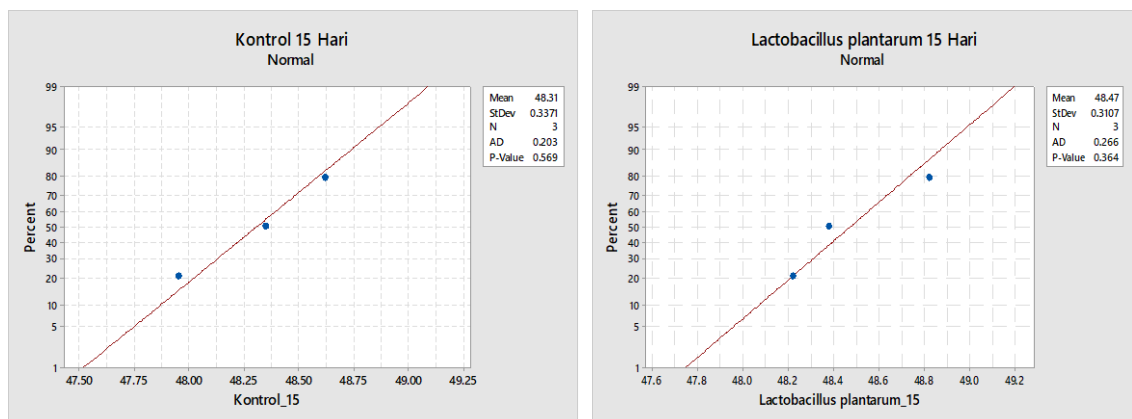 Kontrol 15 Hari
Normal
99
95
90
80
70
60
50
40
30
20
10
5
1
Percent
47.50 47.75 48.00 48.25 48.50 48.75 49.00 49.25
Kontrol_15
Mean 48.31
StDev 0.3371
N 3
AD 0.203
P-Value 0.569
Lactobacillus plantarum 15 Hari
Normal
99
95
90
80
70
60
50
40
30
20
10
5
1
Percent
47.6 47.8 48.0 48.2 48.4 48.6 48.8 49.0 49.2
Lactobacillus plantarum_15
Mean 48.47
StDev 0.3107
N 3
AD 0.266
P-Value 0.364